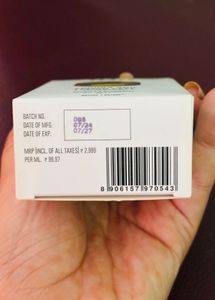 BATCH NO.
DATE OF MFG.
DATE OF EXP.
003
07/24
07/27
MRP (INCL. OF ALL TAXES) ₹ 2,999
PER ML. ₹ 99.97
8 906157 970543